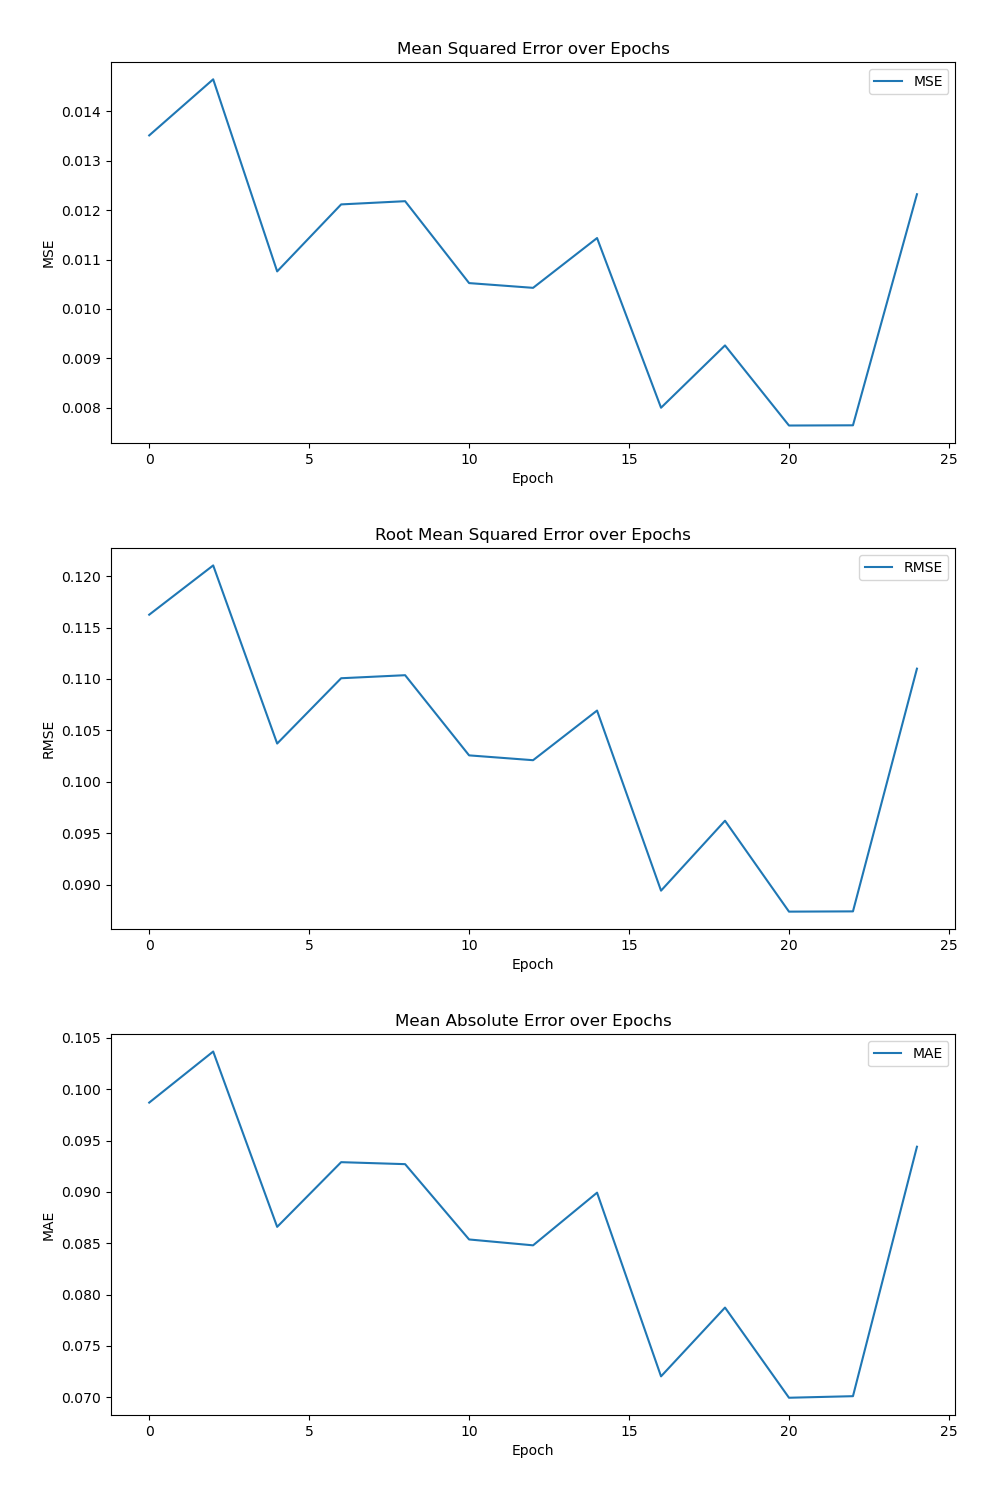 Mean Squared Error over Epochs
MSE
0.014
0.013
0.012
0.011
0.010
0.009
0.008
MSE
0 5 10 15 20 25
Epoch
Root Mean Squared Error over Epochs
RMSE
0.120
0.115
0.110
0.105
0.100
0.095
0.090
RMSE
0 5 10 15 20 25
Epoch
Mean Absolute Error over Epochs
MAE
0.105
0.100
0.095
0.090
0.085
0.080
0.075
0.070
MAE
0 5 10 15 20 25
Epoch